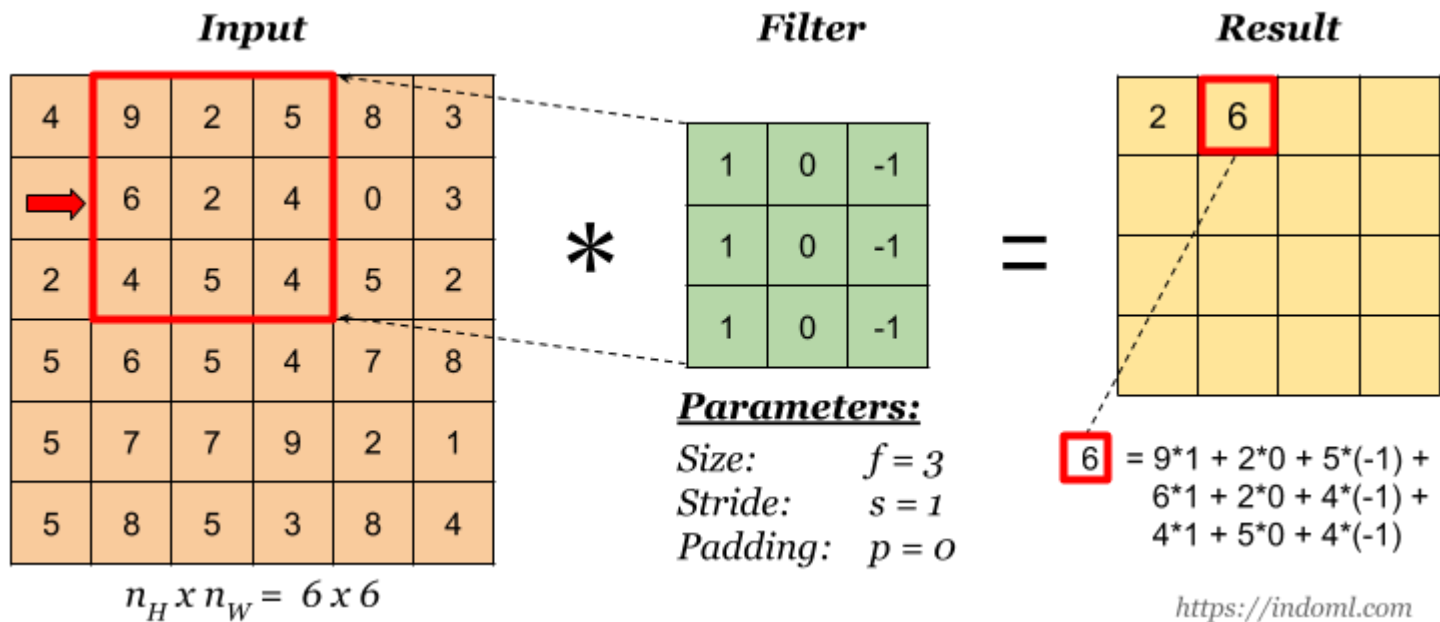 Input
Filter
Result
4 9 2 5 8 3
6 2 4 0 3
2 4 5 4 5 2
5 6 5 4 7 8
5 7 7 9 2 1
5 8 5 3 8 4
n_H x n_W = 6 x 6
*
1 0 -1
1 0 -1
1 0 -1
Parameters:
Size: f = 3
Stride: s = 1
Padding: p = 0
=
2 6
6 = 9*1 + 2*0 + 5*(-1) +
6*1 + 2*0 + 4*(-1) +
4*1 + 5*0 + 4*(-1)
https://indoml.com